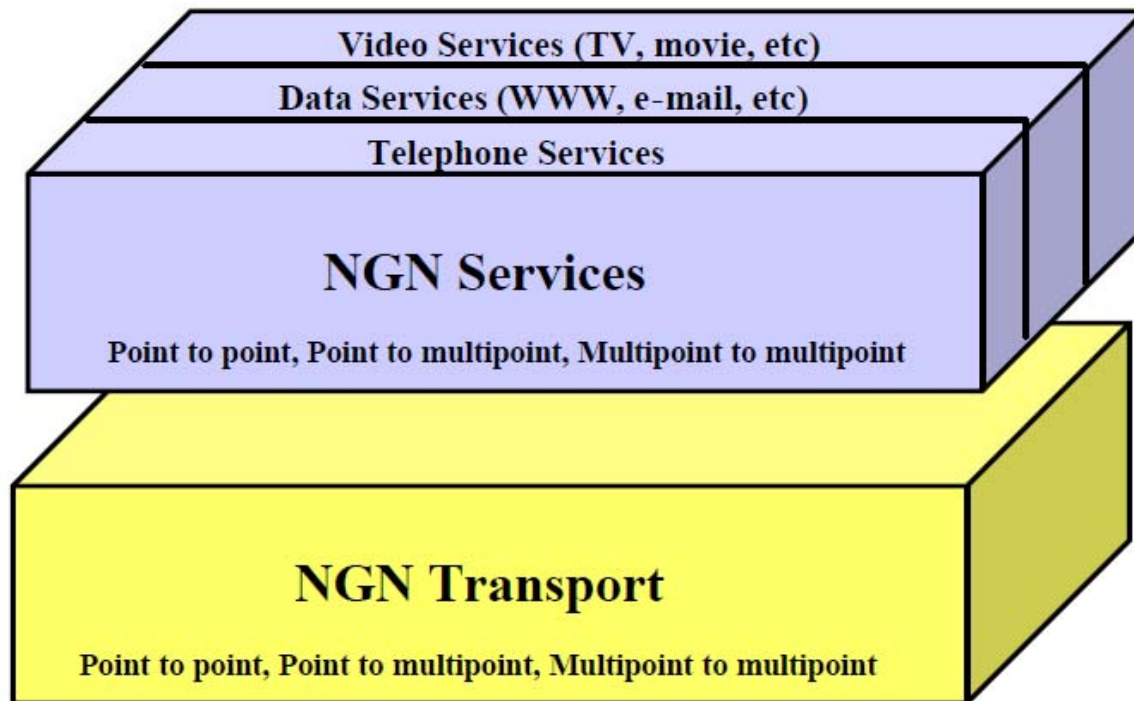 Video Services (TV, movie, etc)
Data Services (WWW, e-mail, etc)
Telephone Services
NGN Services
Point to point, Point to multipoint, Multipoint to multipoint
NGN Transport
Point to point, Point to multipoint, Multipoint to multipoint